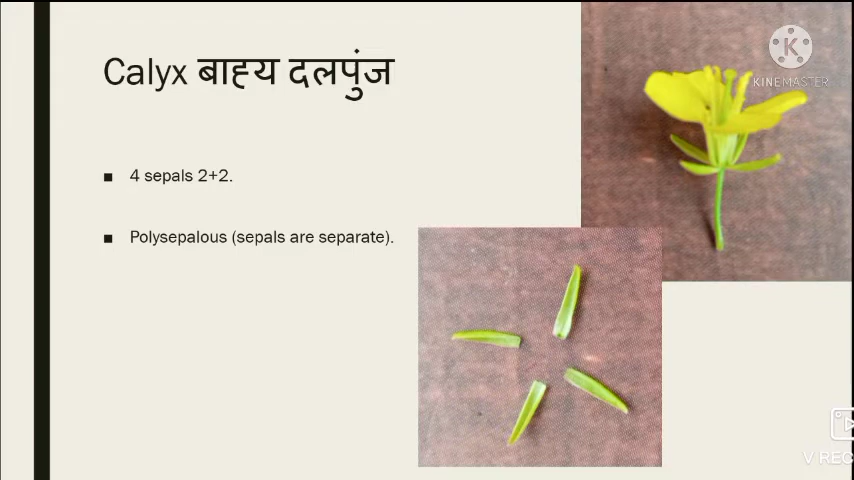 Calyx बाह्य दलपुंज
4 sepals 2+2.
Polysepalous (sepals are separate).
KINEMASTER
V REC